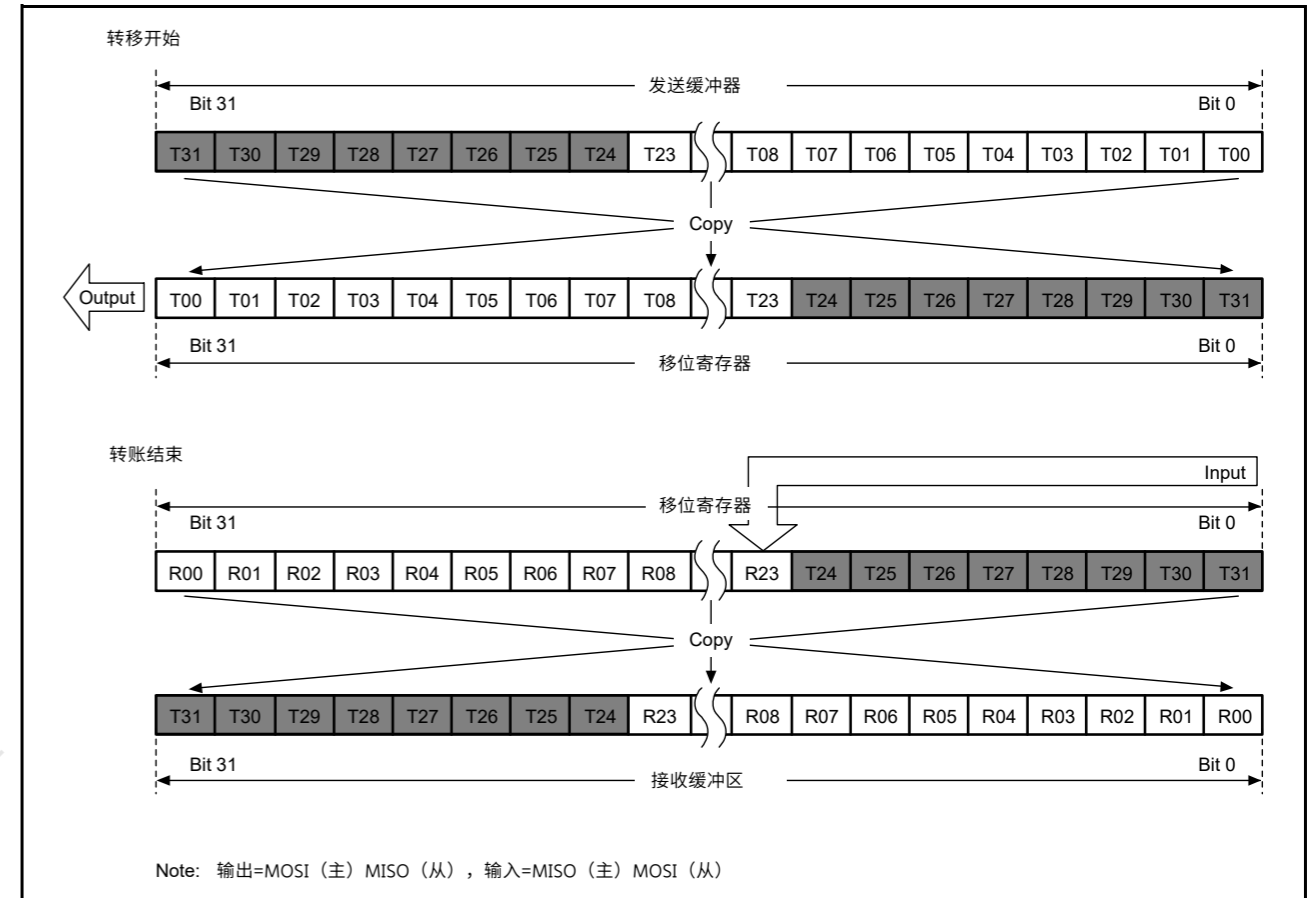 转移开始
发送缓冲器
Bit 31 Bit 0
T31 T30 T29 T28 T27 T26 T25 T24 T23 T08 T07 T06 T05 T04 T03 T02 T01 T00
Copy
Output T00 T01 T02 T03 T04 T05 T06 T07 T08 T23 T24 T25 T26 T27 T28 T29 T30 T31
Bit 31 Bit 0
移位寄存器
转账结束
Input
移位寄存器
Bit 31 Bit 0
R00 R01 R02 R03 R04 R05 R06 R07 R08 R23 T24 T25 T26 T27 T28 T29 T30 T31
Copy
T31 T30 T29 T28 T27 T26 T25 T24 R23 R08 R07 R06 R05 R04 R03 R02 R01 R00
Bit 31 Bit 0
接收缓冲区
Note: 输出=MOSI（主）MISO（从），输入=MISO（主）MOSI（从）